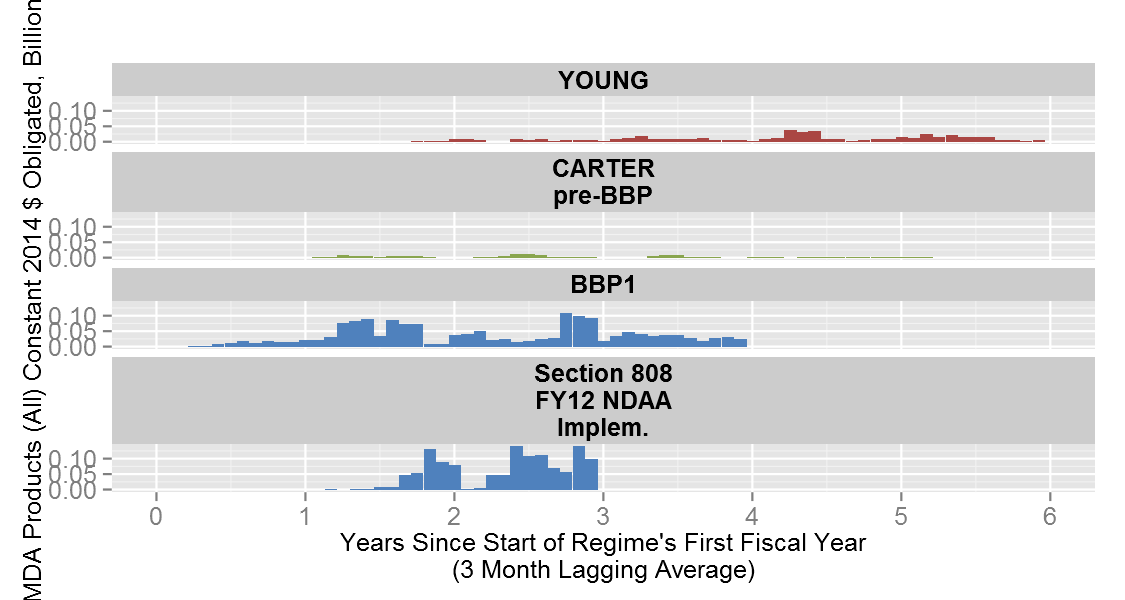 MDA Products (All) Constant 2014 $ Obligated, Billion
YOUNG
0.10
0.05
0.00
CARTER
pre-BBP
0.10
0.05
0.00
BBP1
0.10
0.05
0.00
Section 808
FY12 NDAA
Implem.
0.10
0.05
0.00
0 1 2 3 4 5 6
Years Since Start of Regime's First Fiscal Year
(3 Month Lagging Average)